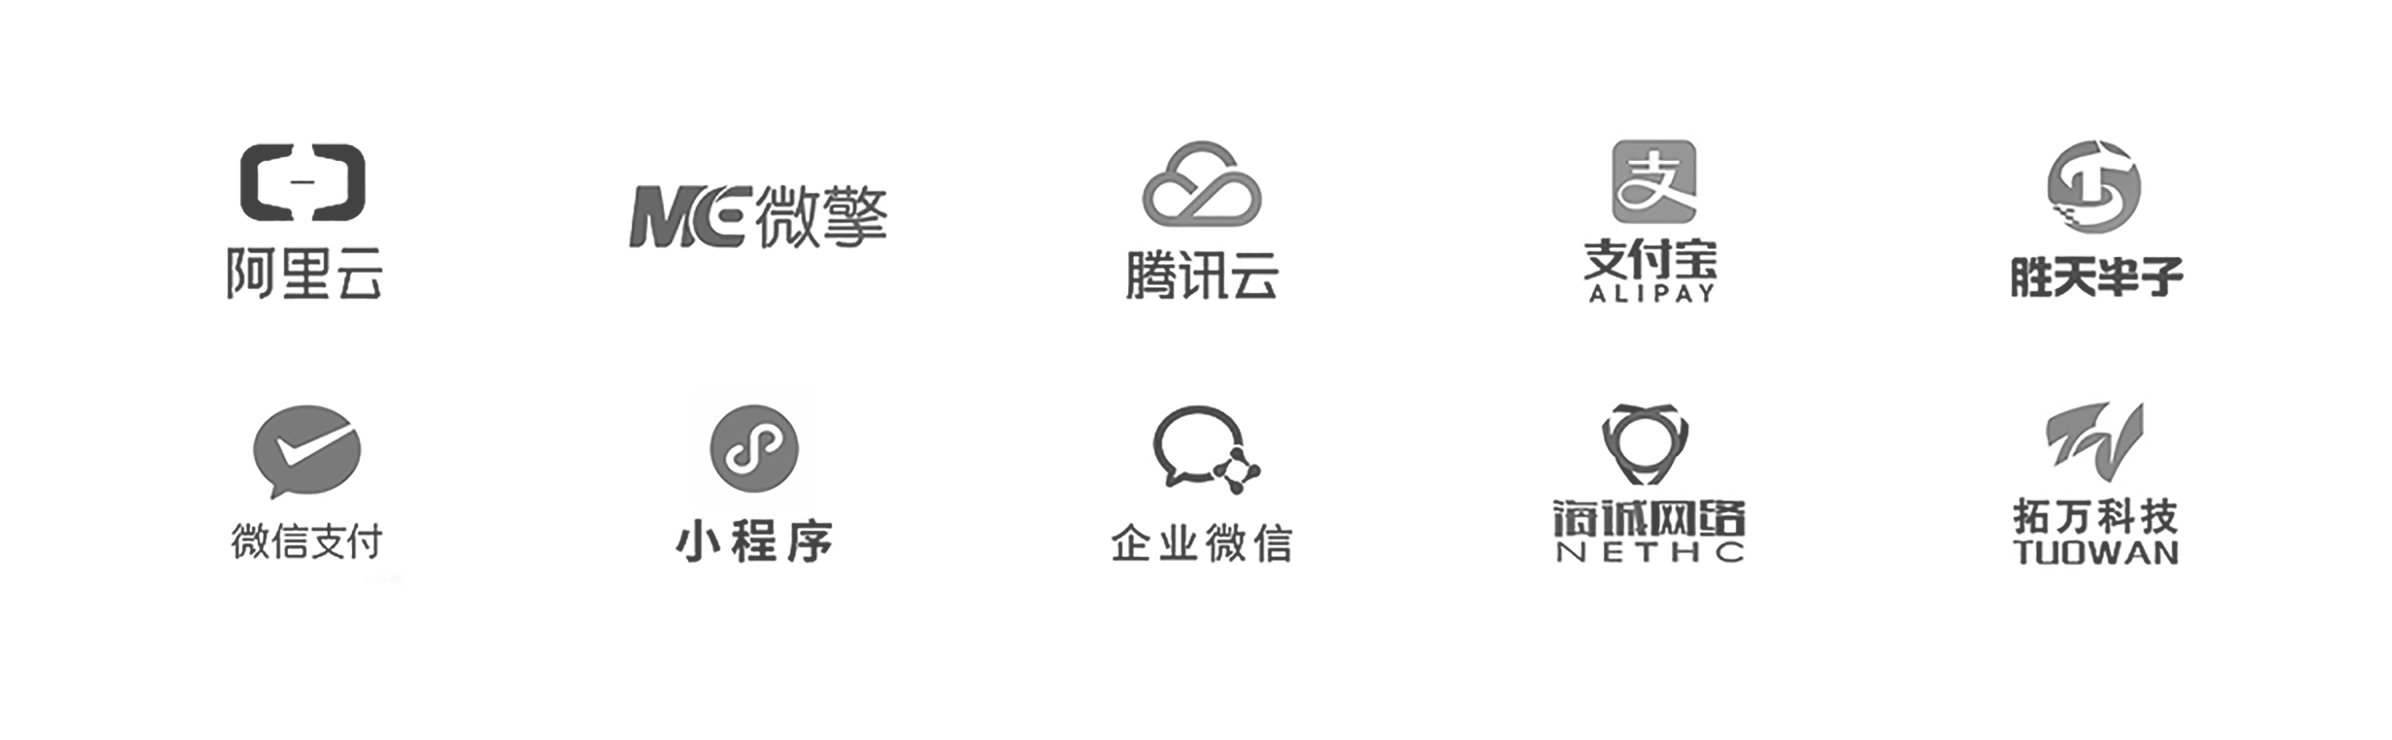 阿里云
ME微擎
腾讯云
支
支付宝
ALIPAY
胜天半子
微信支付
小程序
企业微信
海诚网络
NETHC
拓万科技
TUOWAN